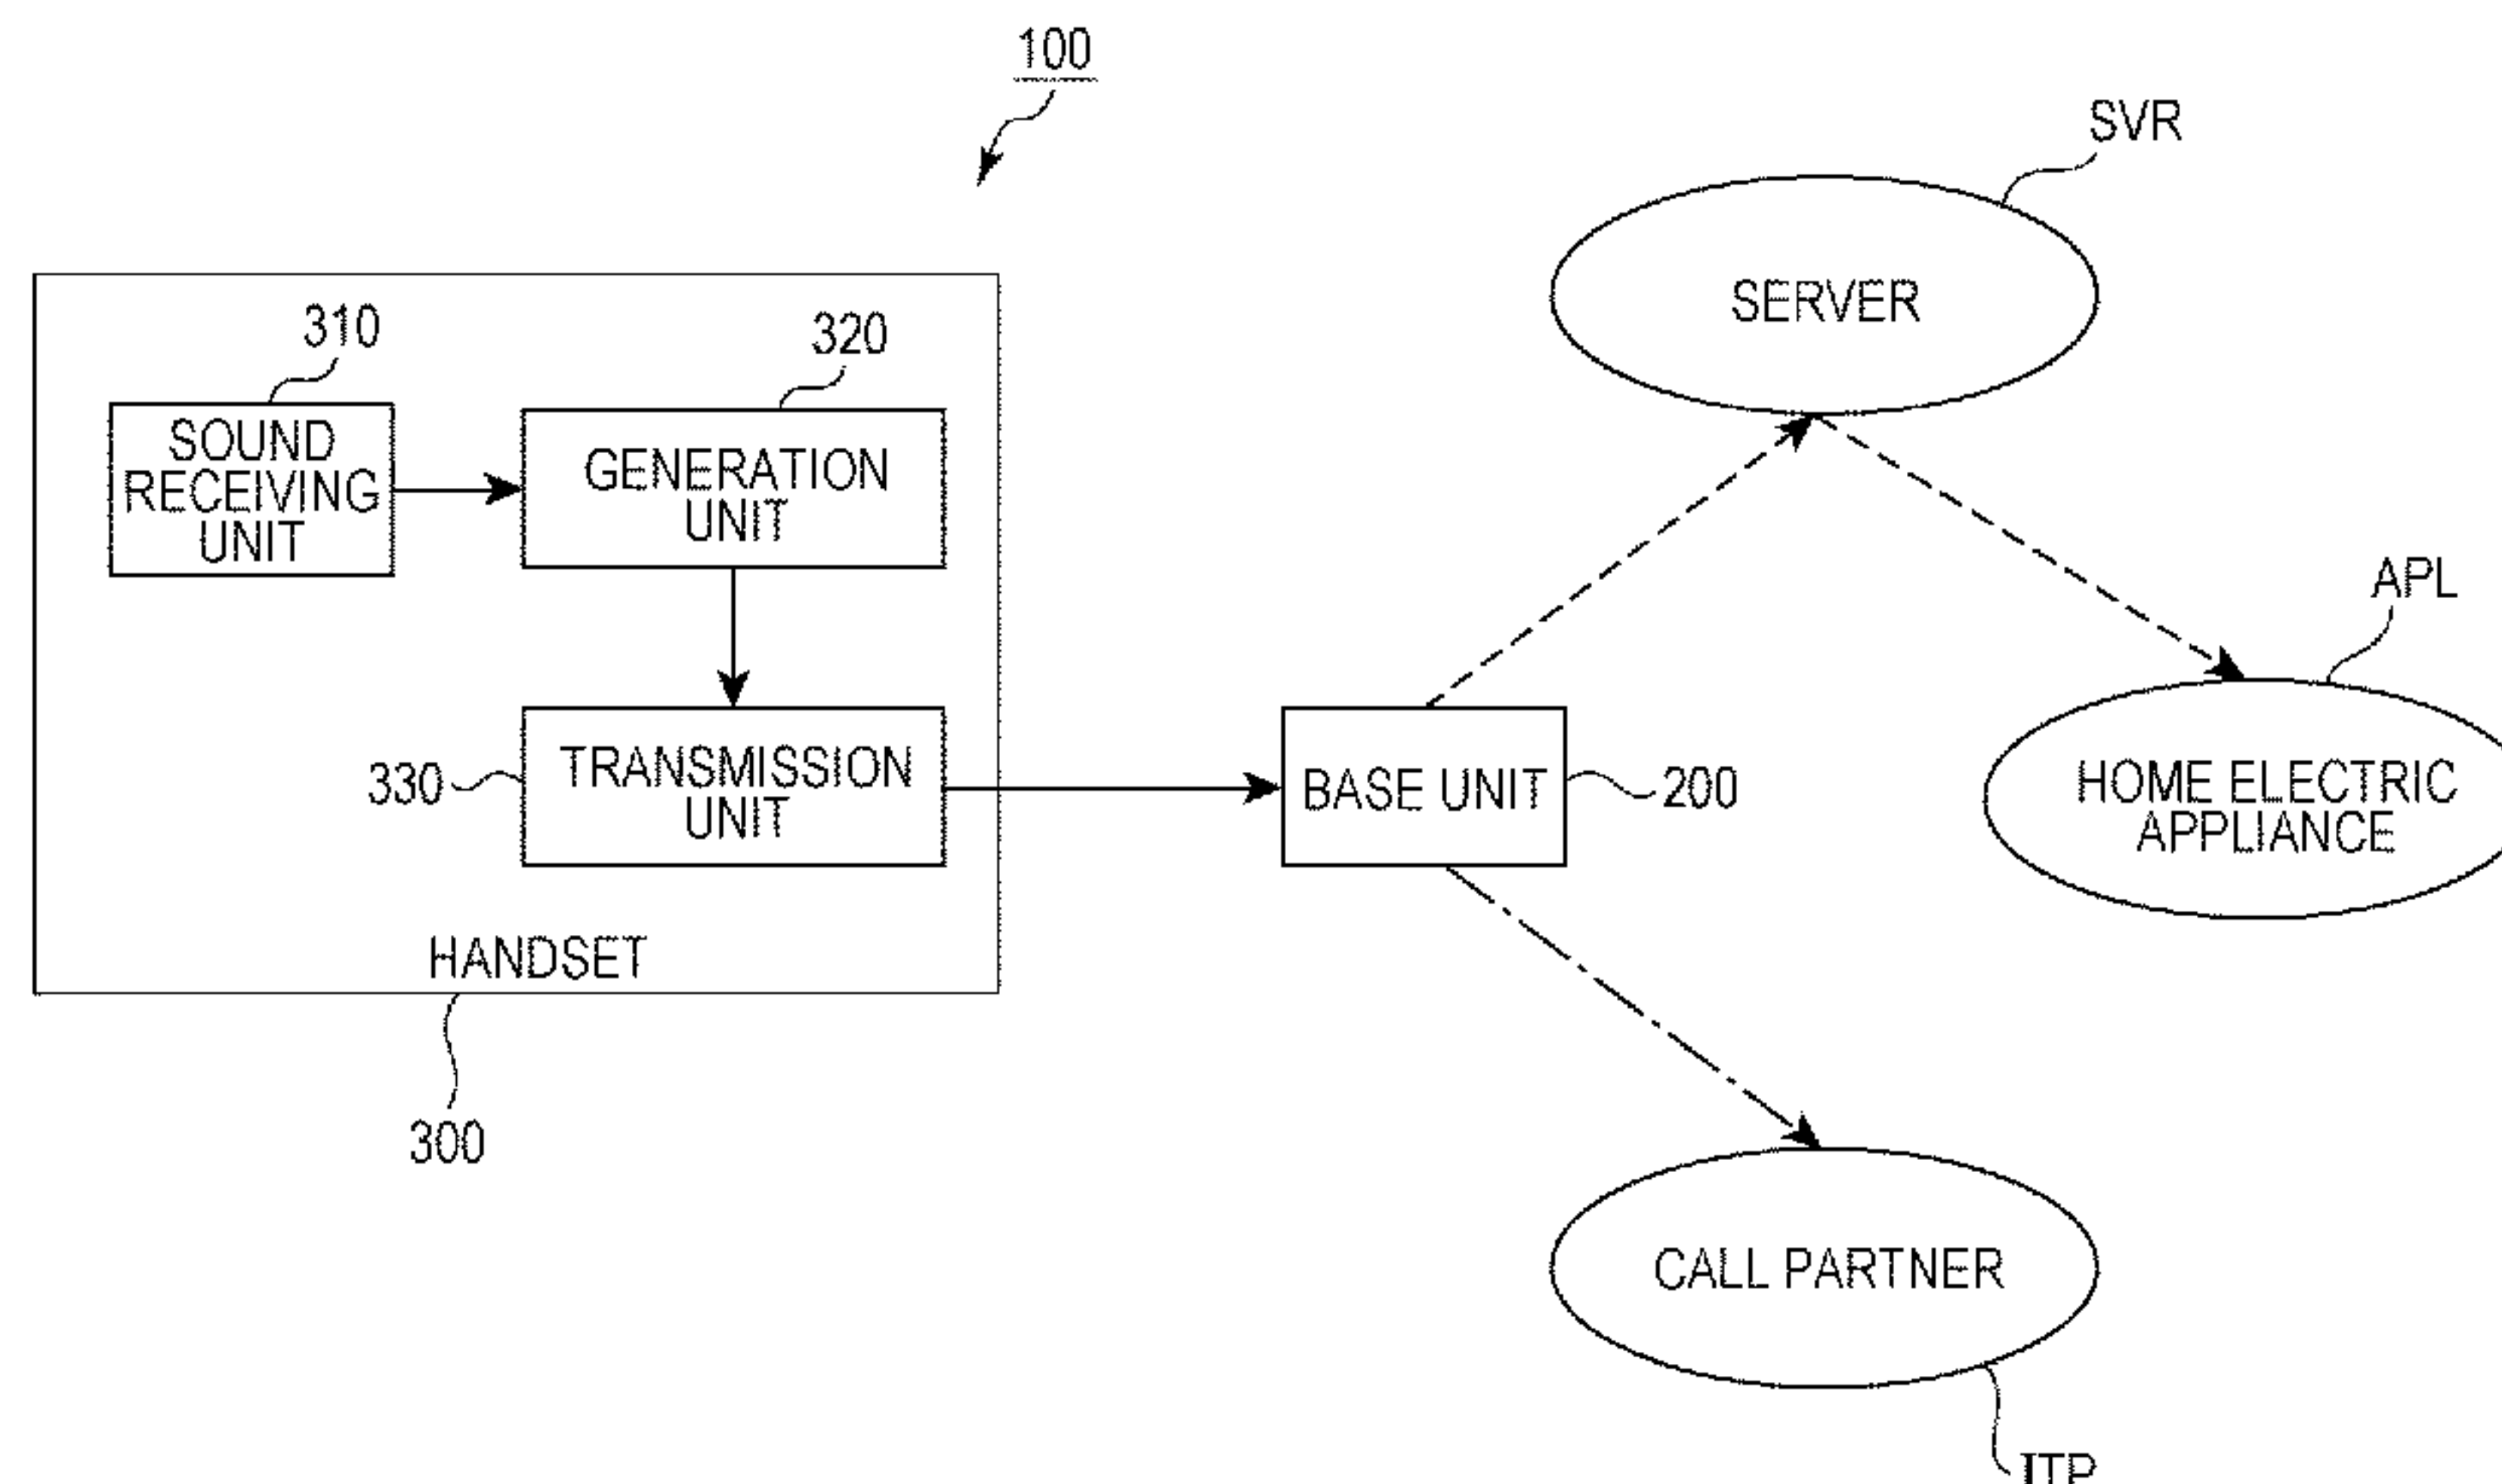 100
SVR
SERVER
310
320
SOUND
RECEIVING
UNIT
GENERATION
UNIT
APL
330
TRANSMISSION
UNIT
BASE UNIT
200
HOME ELECTRIC
APPLIANCE
HANDSET
300
CALL PARTNER
ITP